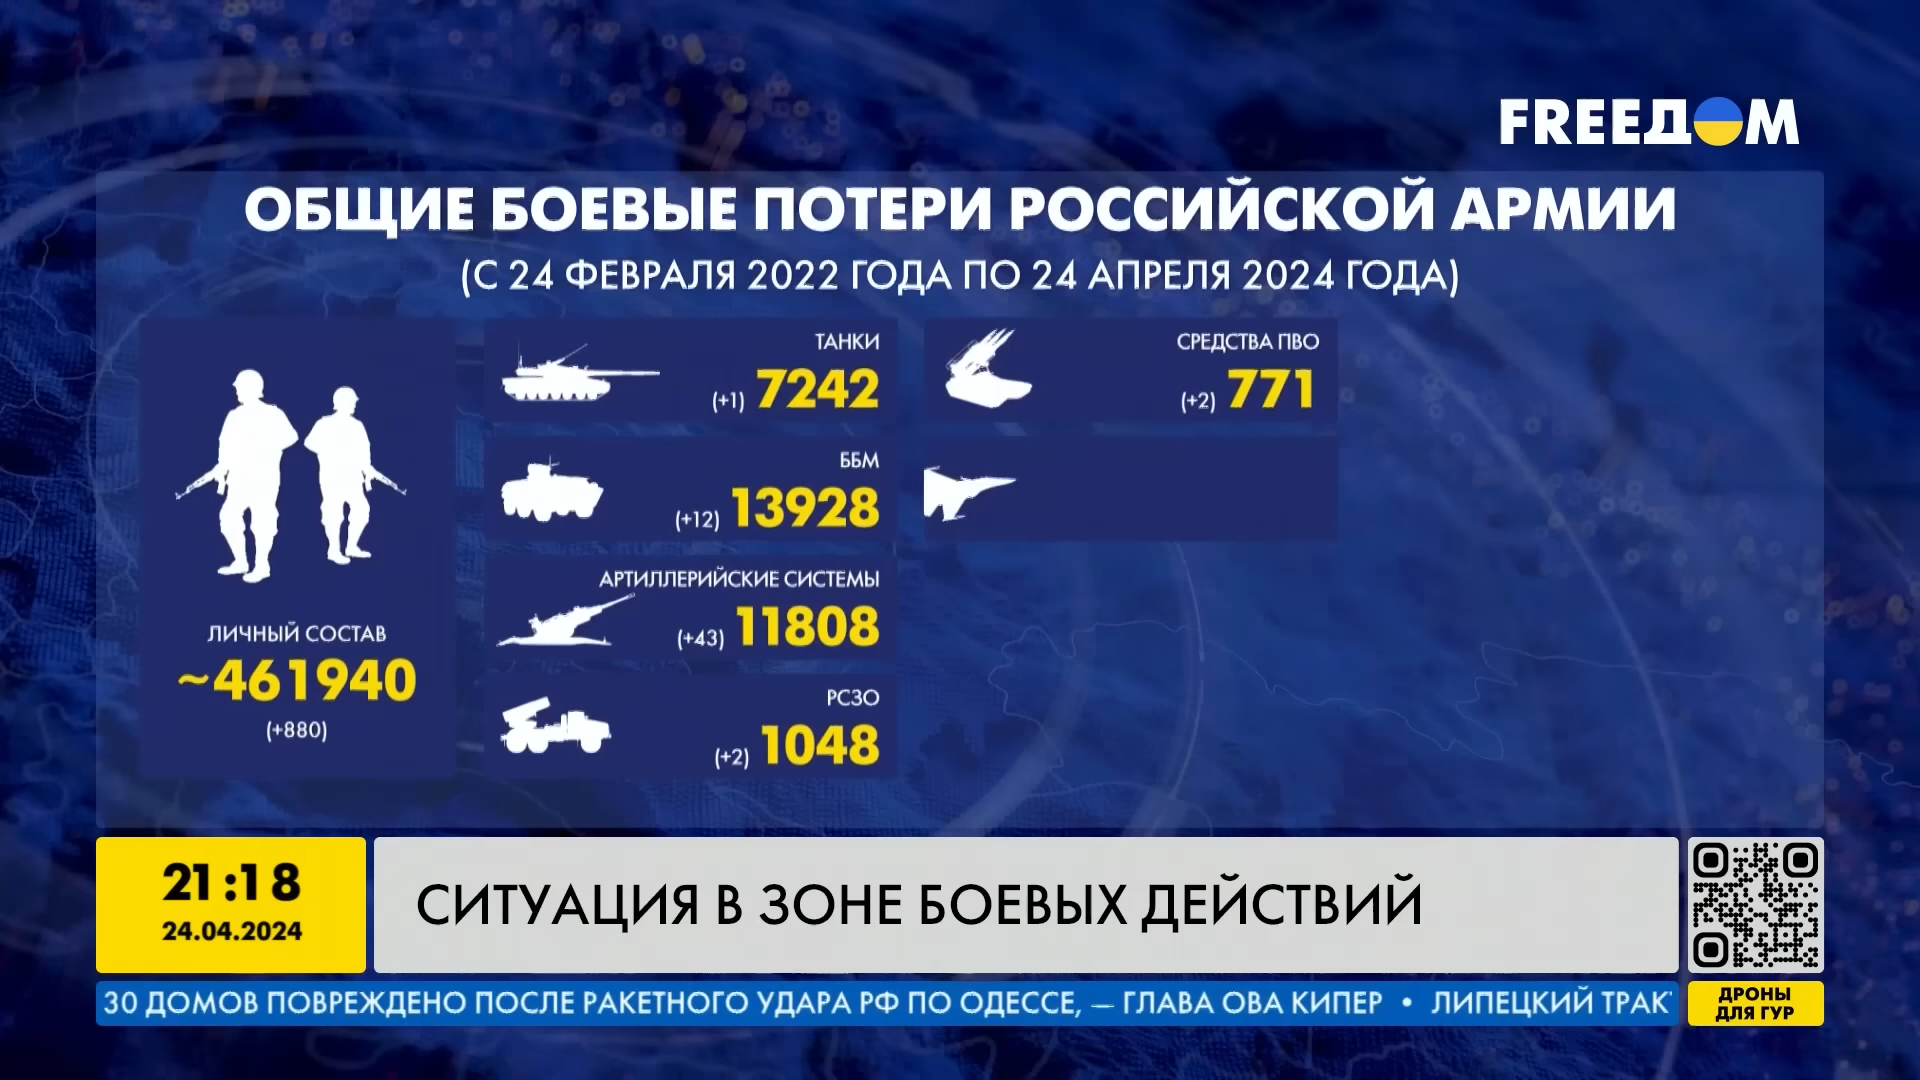 FREEДOM
ОБЩИЕ БОЕВЫЕ ПОТЕРИ РОССИЙСКОЙ АРМИИ
(С 24 ФЕВРАЛЯ 2022 ГОДА ПО 24 АПРЕЛЯ 2024 ГОДА)
ЛИЧНЫЙ СОСТАВ
~461940
(+880)
ТАНКИ
(+1) 7242
ББМ
(+12) 13928
АРТИЛЛЕРИЙСКИЕ СИСТЕМЫ
(+43) 11808
РСЗО
(+2) 1048
СРЕДСТВА ПВО
(+2) 771
21:18
24.04.2024
СИТУАЦИЯ В ЗОНЕ БОЕВЫХ ДЕЙСТВИЙ
30 ДОМОВ ПОВРЕЖДЕНО ПОСЛЕ РАКЕТНОГО УДАРА РФ ПО ОДЕССЕ, — ГЛАВА ОВА КИПЕР • ЛИПЕЦКИЙ ТРАК
ДРОНЫ
ДЛЯ ГУР